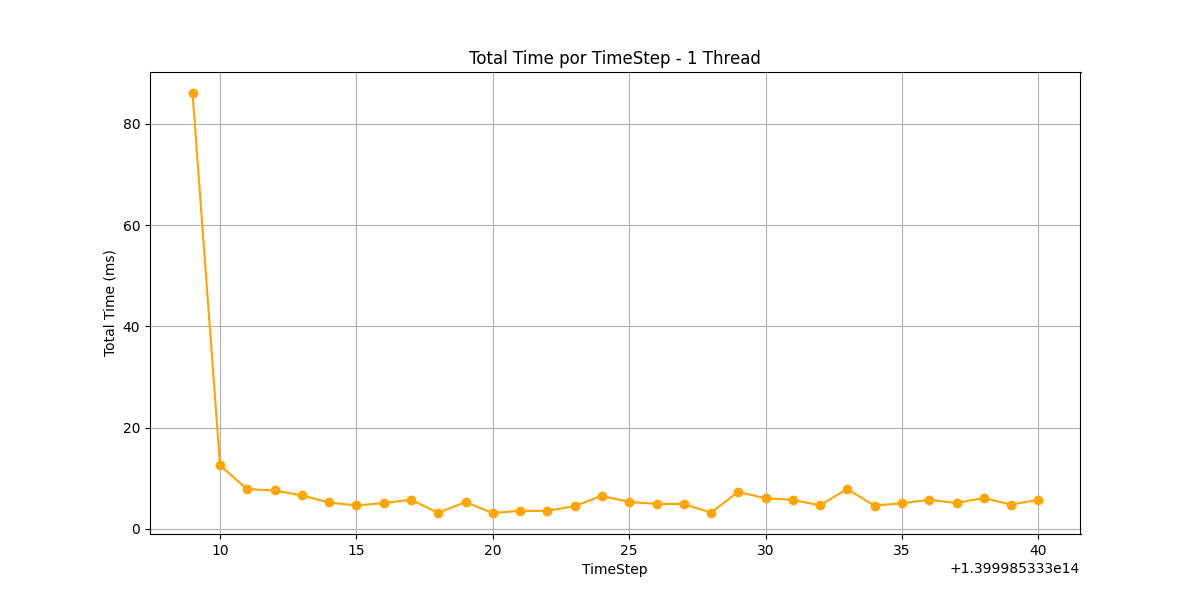 Total Time por TimeStep - 1 Thread
Total Time (ms)
80
60
40
20
0
10 15 20 25 30 35 40
TimeStep
+1.399985333e14